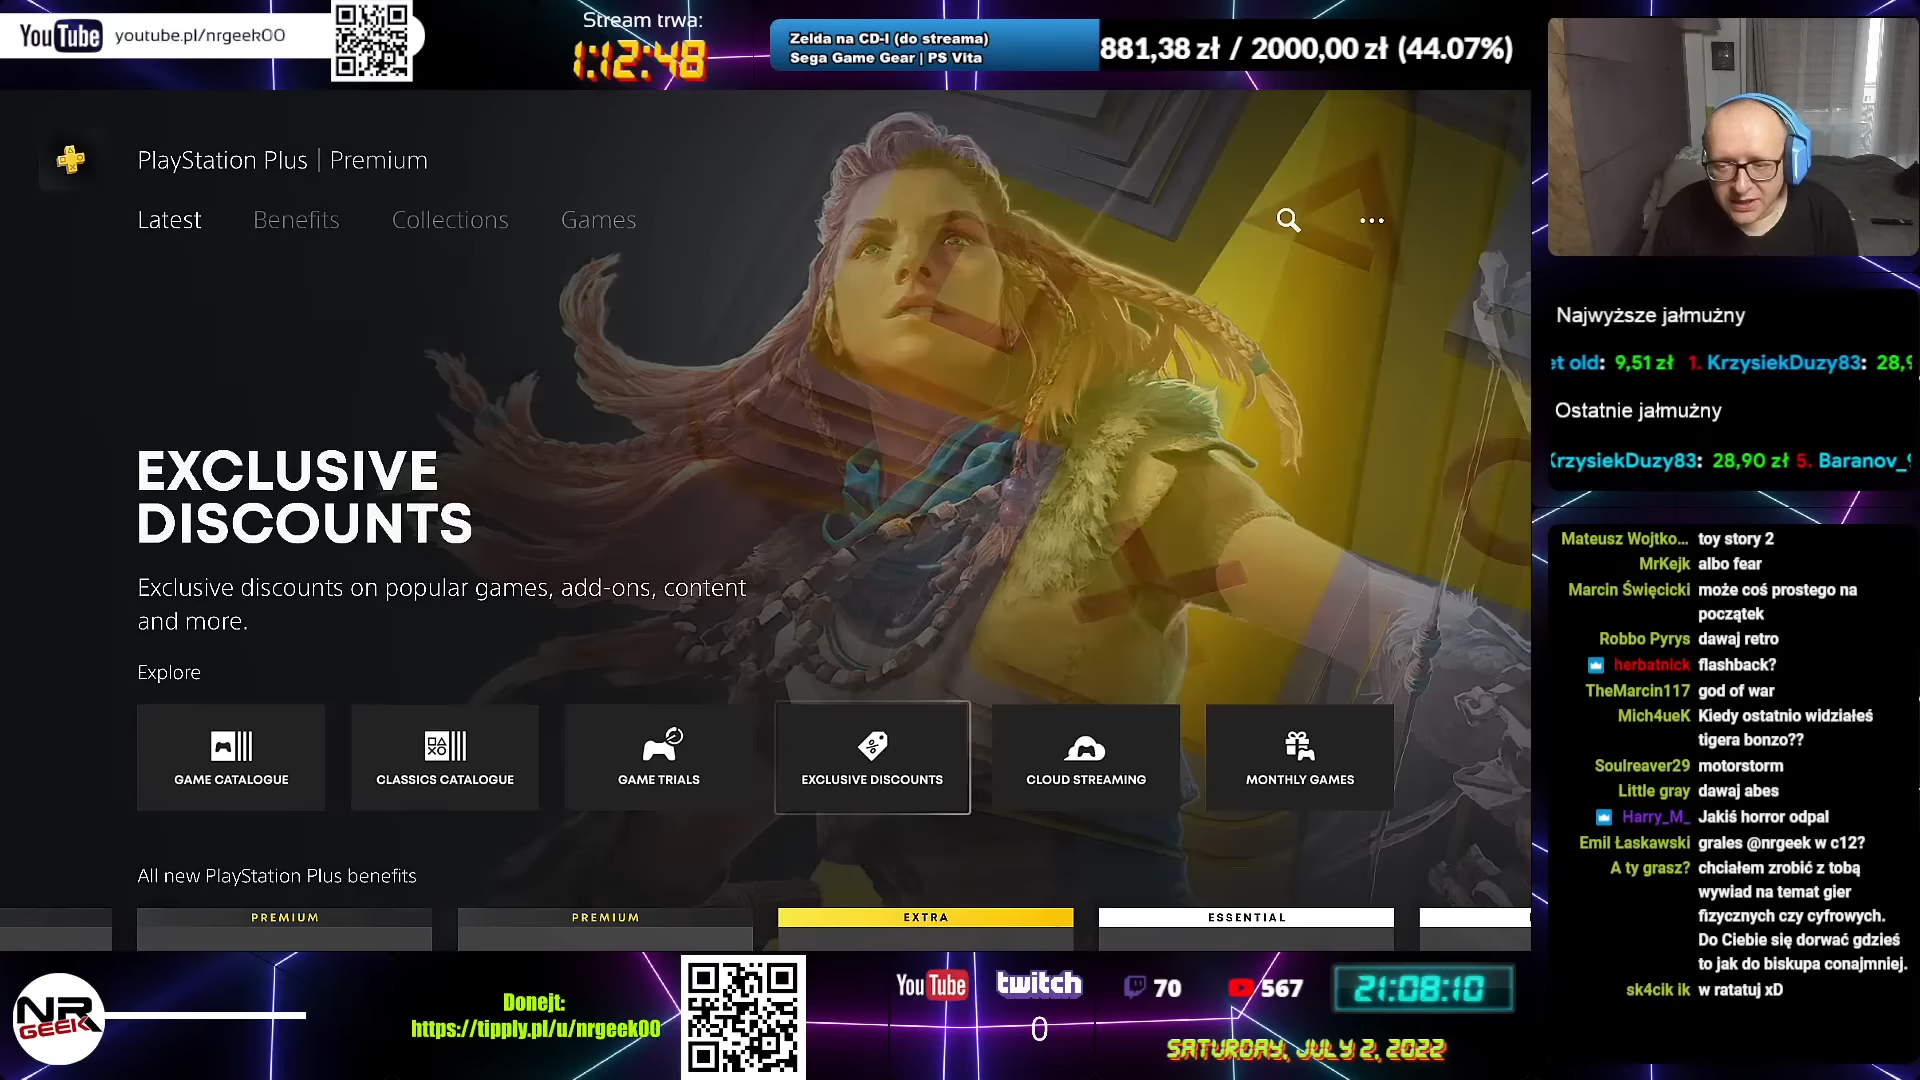 YouTube youtube.pl/nrgeek00
Stream trwa:
1:12:48
Zelda na CD-I (do streama)
Sega Game Gear | PS Vita
881,38 zł / 2000,00 zł (44.07%)
PlayStation Plus | Premium
Latest Benefits Collections Games
EXCLUSIVE
DISCOUNTS
Exclusive discounts on popular games, add-ons, content
and more.
Explore
GAME CATALOGUE
CLASSICS CATALOGUE
GAME TRIALS
EXCLUSIVE DISCOUNTS
CLOUD STREAMING
MONTHLY GAMES
All new PlayStation Plus benefits
PREMIUM
PREMIUM
EXTRA
ESSENTIAL
Najwyższe jałmużny
et old: 9,51 zł 1. KrzysiekDuzy83: 28,9
Ostatnie jałmużny
KrzysiekDuzy83: 28,90 zł 5. Baranov_9
Mateusz Wojtko... toy story 2
MrKejk albo fear
Marcin Święcicki może coś prostego na
początek
Robbo Pyrys dawaj retro
herbatnick flashback?
TheMarcin117 god of war
Mich4ueK Kiedy ostatnio widziałeś
tigera bonzo??
Soulreaver29 motorstorm
Little gray dawaj abes
Harry_M_ Jakiś horror odpal
Emil Łaskawski grales @nrgeek w c12?
A ty grasz? chciałem zrobić z tobą
wywiad na temat gier
fizycznych czy cyfrowych.
Do Ciebie się dorwać gdzieś
to jak do biskupa conajmniej.
sk4cik ik w ratatuj xD
NR
GEEK
Donejt:
https://tipply.pl/u/nrgeek00
YouTube twitch 70 567
0
21:08:10
SATURDAY, JULY 2, 2022